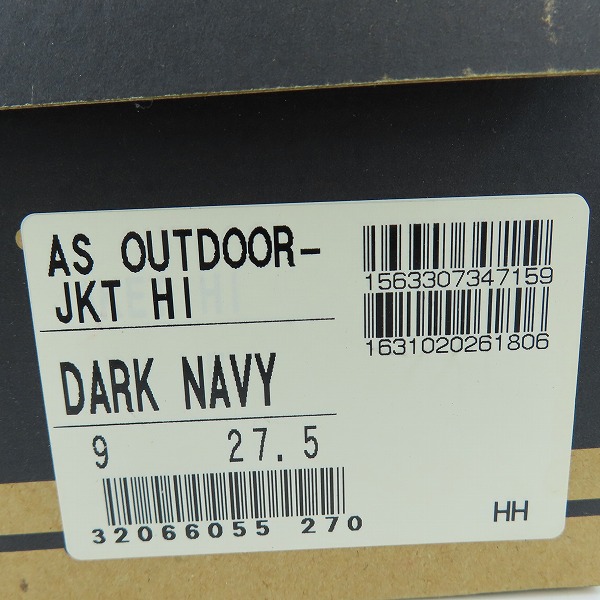 AS OUTDOOR-
JKT HI
DARK NAVY
9 27.5
32066055 270
1563307347159
1631020261806
HH